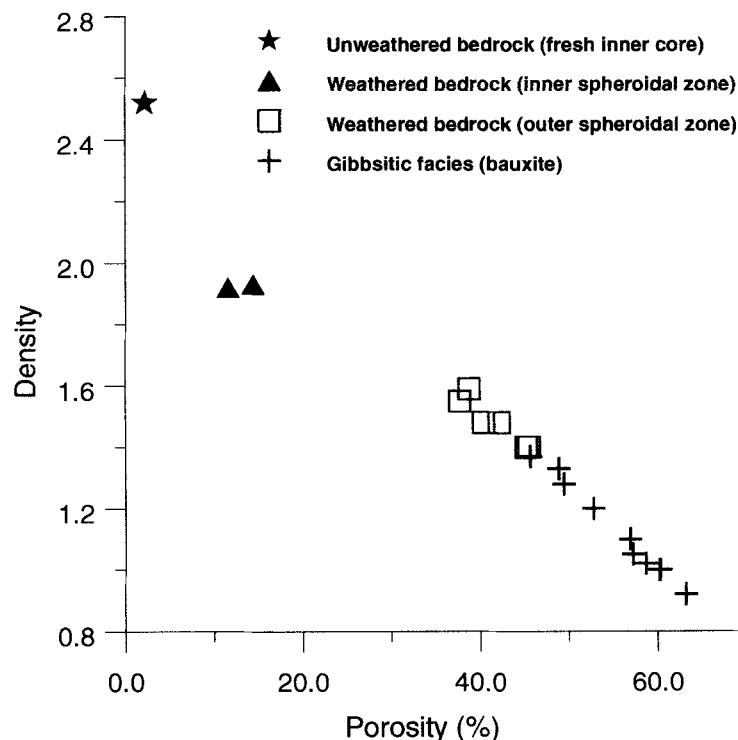 2.8
Unweathered bedrock (fresh inner core)
Weathered bedrock (inner spheroidal zone)
2.4
Weathered bedrock (outer spheroidal zone)
Gibbsitic facies (bauxite)
2.0
Density
1.6
1.2
0.8
0.0 20.0 40.0 60.0
Porosity (%)